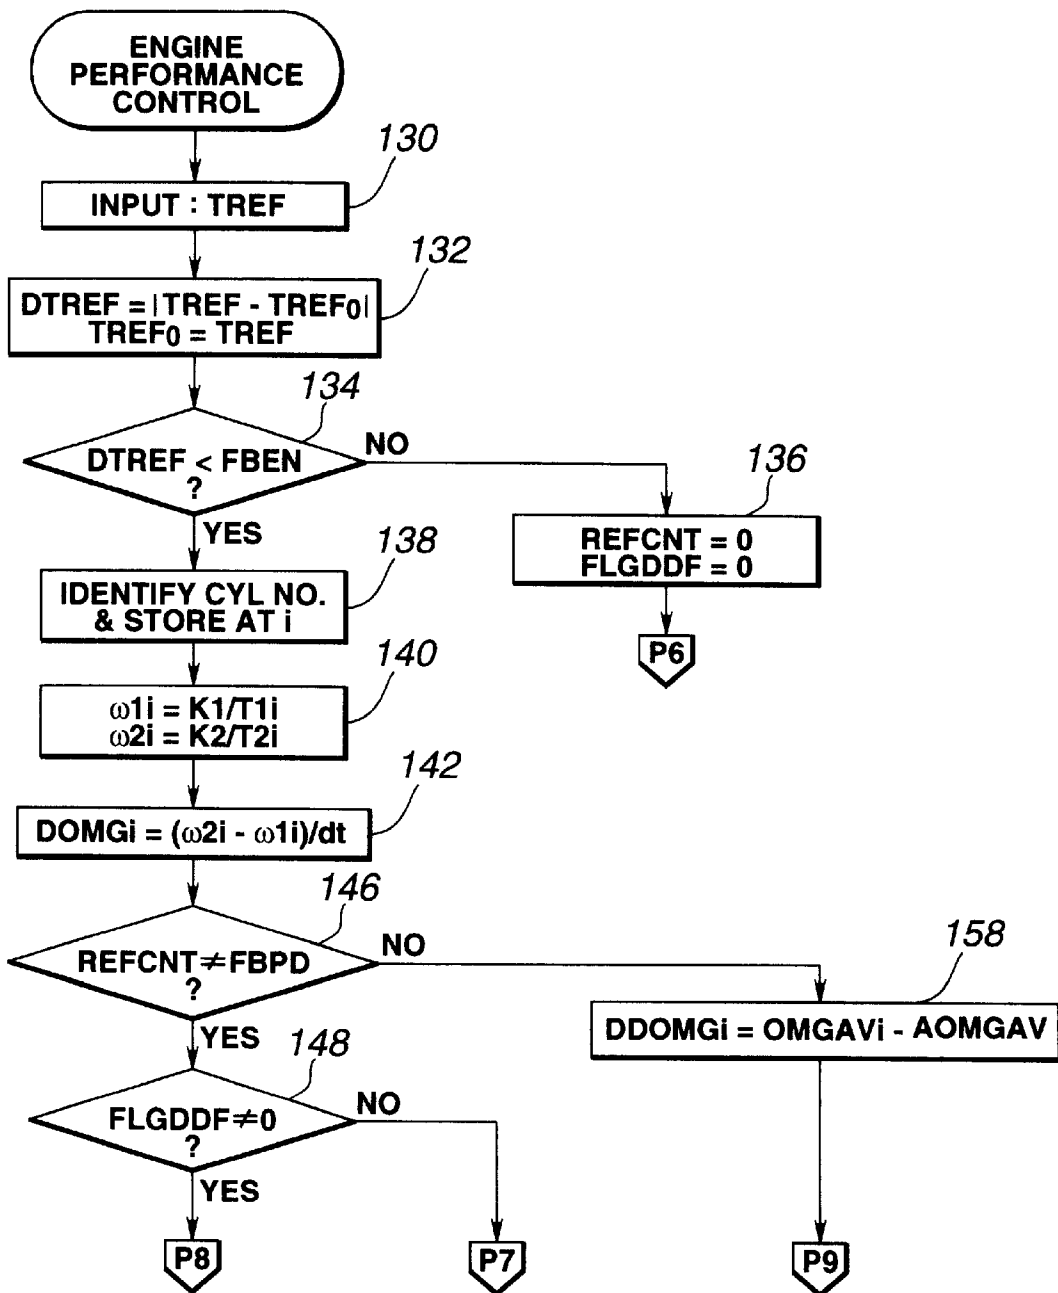 ENGINE
PERFORMANCE
CONTROL
130
INPUT : TREF
132
DTREF = |TREF - TREF0|
TREF0 = TREF
134
DTREF < FBEN
?
NO
YES
136
REFCNT = 0
FLGDDF = 0
P6
138
IDENTIFY CYL NO.
& STORE AT i
140
ω1i = K1/T1i
ω2i = K2/T2i
142
DOMGi = (ω2i - ω1i)/dt
146
REFCNT≠FBPD
?
NO
YES
158
DDOMGi = OMGAVi - AOMGAV
148
FLGDDF≠0
?
NO
YES
P8
P7
P9